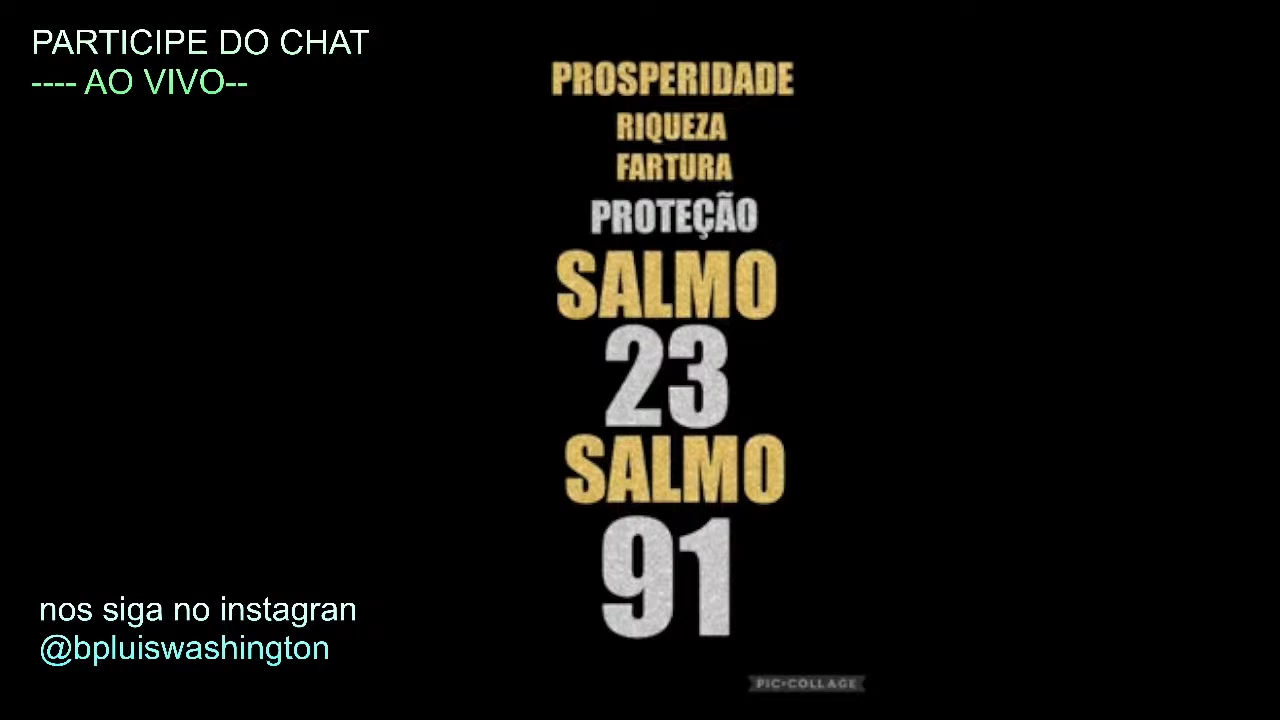 PARTICIPE DO CHAT
---- AO VIVO--
PROSPERIDADE
RIQUEZA
FARTURA
PROTEÇÃO
SALMO
23
SALMO
91
nos siga no instagran
@bpluiswashington
PIC•COLLAGE